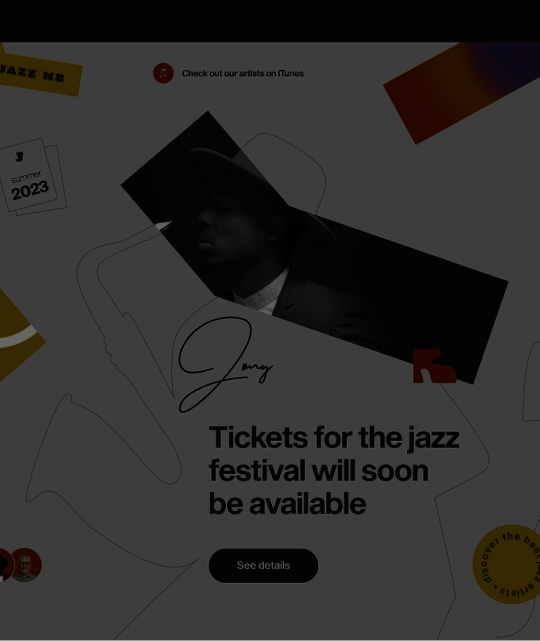 JAZZ ME
Check out our artists on iTunes
J
summer
2023
Jony
Tickets for the jazz
festival will soon
be available
See details
discover the best jazz artists •